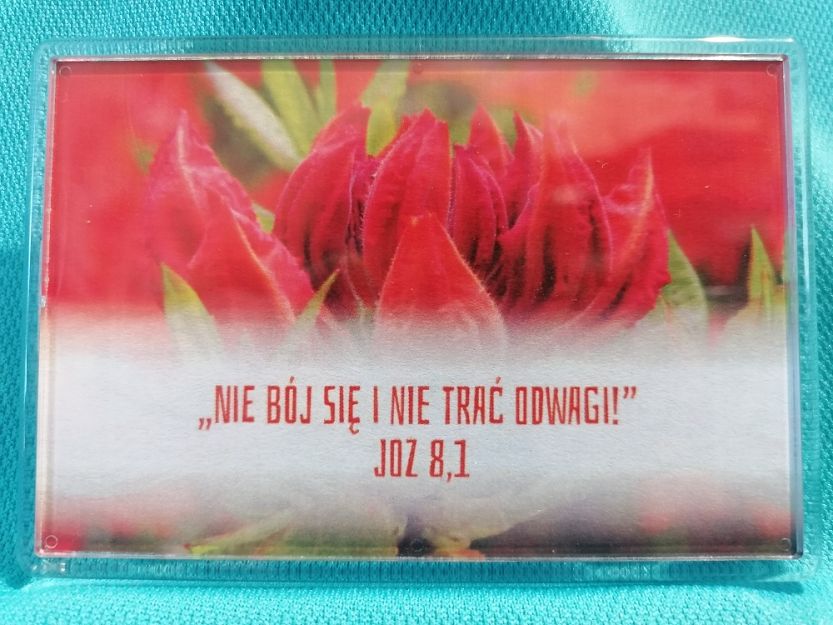 „NIE BÓJ SIĘ I NIE TRAĆ ODWAGI!”
JOZ 8,1